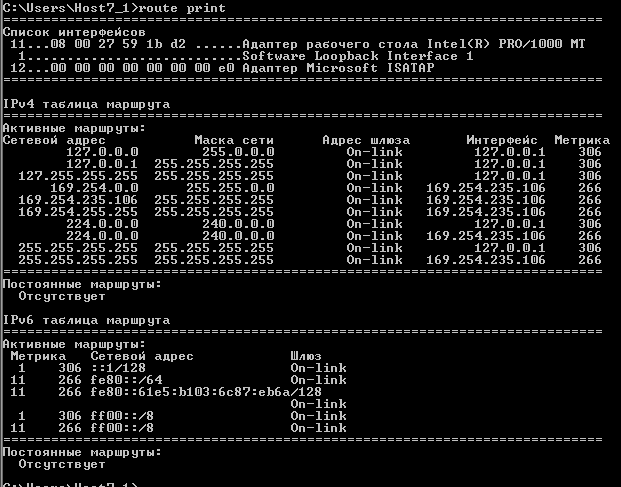 C:\Users\Host7_1>route print
===========================================================================
Список интерфейсов
 11...08 00 27 59 1b d2 ......Адаптер рабочего стола Intel(R) PRO/1000 MT
  1...........................Software Loopback Interface 1
 12...00 00 00 00 00 00 00 e0 Адаптер Microsoft ISATAP
===========================================================================
IPv4 таблица маршрута
===========================================================================
Активные маршруты:
Сетевой адрес           Маска сети      Адрес шлюза       Интерфейс  Метрика
        127.0.0.0        255.0.0.0         On-link         127.0.0.1    306
        127.0.0.1  255.255.255.255         On-link         127.0.0.1    306
  127.255.255.255  255.255.255.255         On-link         127.0.0.1    306
      169.254.0.0      255.255.0.0         On-link   169.254.235.106    266
  169.254.235.106  255.255.255.255         On-link   169.254.235.106    266
  169.254.255.255  255.255.255.255         On-link   169.254.235.106    266
        224.0.0.0        240.0.0.0         On-link         127.0.0.1    306
        224.0.0.0        240.0.0.0         On-link   169.254.235.106    266
  255.255.255.255  255.255.255.255         On-link         127.0.0.1    306
  255.255.255.255  255.255.255.255         On-link   169.254.235.106    266
===========================================================================
Постоянные маршруты:
  Отсутствует
IPv6 таблица маршрута
===========================================================================
Активные маршруты:
 Метрика   Сетевой адрес            Шлюз
  1    306 ::1/128                  On-link
 11    266 fe80::/64                On-link
 11    266 fe80::61e5:b103:6c87:eb6a/128
                                    On-link
  1    306 ff00::/8                 On-link
 11    266 ff00::/8                 On-link
===========================================================================
Постоянные маршруты:
  Отсутствует
C:\Users\Host7_1>